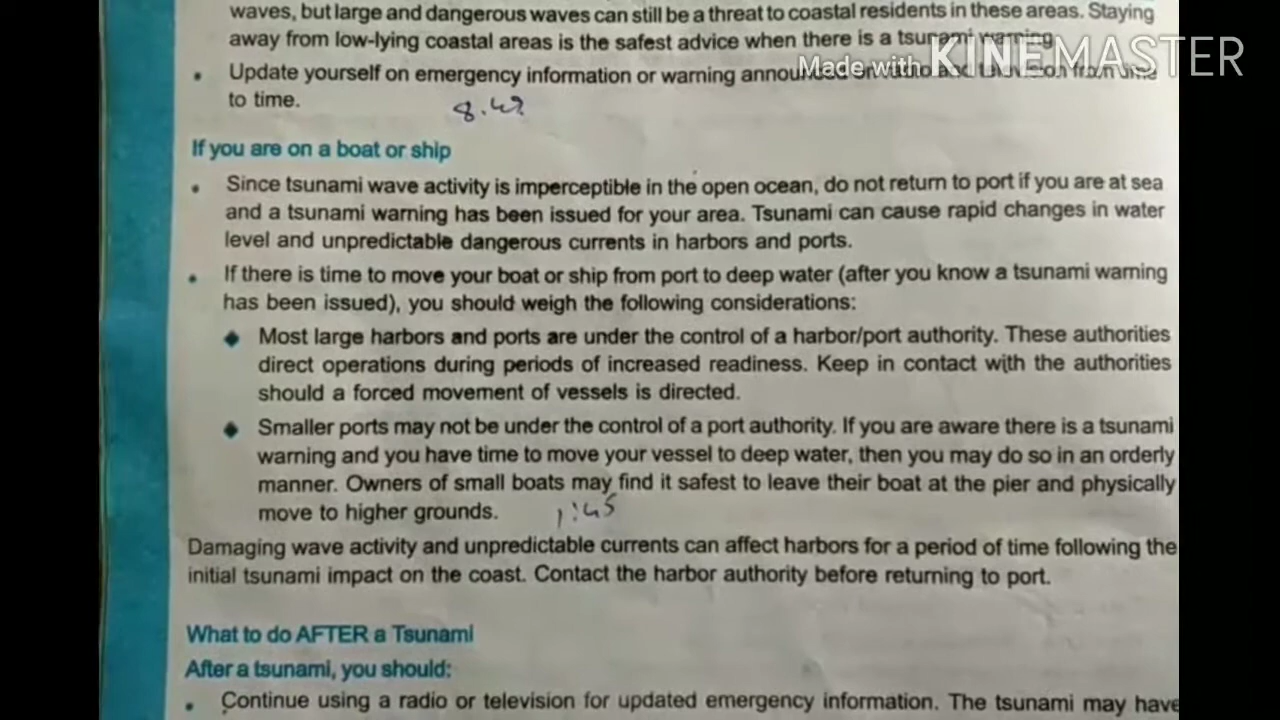 waves, but large and dangerous waves can still be a threat to coastal residents in these areas. Staying
away from low-lying coastal areas is the safest advice when there is a tsunami warning
Made with KINEMASTER
• Update yourself on emergency information or warning announced on radio and television from time
to time.
If you are on a boat or ship
• Since tsunami wave activity is imperceptible in the open ocean, do not return to port if you are at sea
and a tsunami warning has been issued for your area. Tsunami can cause rapid changes in water
level and unpredictable dangerous currents in harbors and ports.
• If there is time to move your boat or ship from port to deep water (after you know a tsunami warning
has been issued), you should weigh the following considerations:
◆ Most large harbors and ports are under the control of a harbor/port authority. These authorities
direct operations during periods of increased readiness. Keep in contact with the authorities
should a forced movement of vessels is directed.
◆ Smaller ports may not be under the control of a port authority. If you are aware there is a tsunami
warning and you have time to move your vessel to deep water, then you may do so in an orderly
manner. Owners of small boats may find it safest to leave their boat at the pier and physically
move to higher grounds. 1:45
Damaging wave activity and unpredictable currents can affect harbors for a period of time following the
initial tsunami impact on the coast. Contact the harbor authority before returning to port.
What to do AFTER a Tsunami
After a tsunami, you should:
• Continue using a radio or television for updated emergency information. The tsunami may have